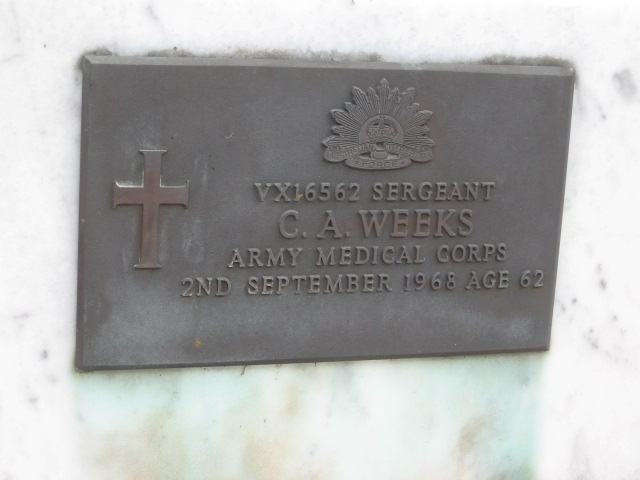 VX16562 SERGEANT
C. A. WEEKS
ARMY MEDICAL CORPS
2ND SEPTEMBER 1968 AGE 62